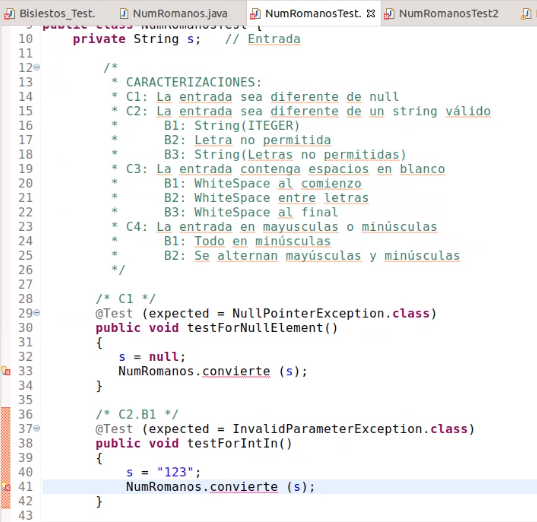 Bisiestos_Test. NumRomanos.java NumRomanosTest. NumRomanosTest2
9 public class NumRomanosTest {
10 private String s; // Entrada
11
12 /*
13 * CARACTERIZACIONES:
14 * C1: La entrada sea diferente de null
15 * C2: La entrada sea diferente de un string válido
16 * B1: String(ITEGER)
17 * B2: Letra no permitida
18 * B3: String(Letras no permitidas)
19 * C3: La entrada contenga espacios en blanco
20 * B1: WhiteSpace al comienzo
21 * B2: WhiteSpace entre letras
22 * B3: WhiteSpace al final
23 * C4: La entrada en mayusculas o minúsculas
24 * B1: Todo en minúsculas
25 * B2: Se alternan mayúsculas y minúsculas
26 */
27
28 /* C1 */
29 @Test (expected = NullPointerException.class)
30 public void testForNullElement()
31 {
32 s = null;
33 NumRomanos.convierte (s);
34 }
35
36 /* C2.B1 */
37 @Test (expected = InvalidParameterException.class)
38 public void testForIntIn()
39 {
40 s = "123";
41 NumRomanos.convierte (s);
42 }
43